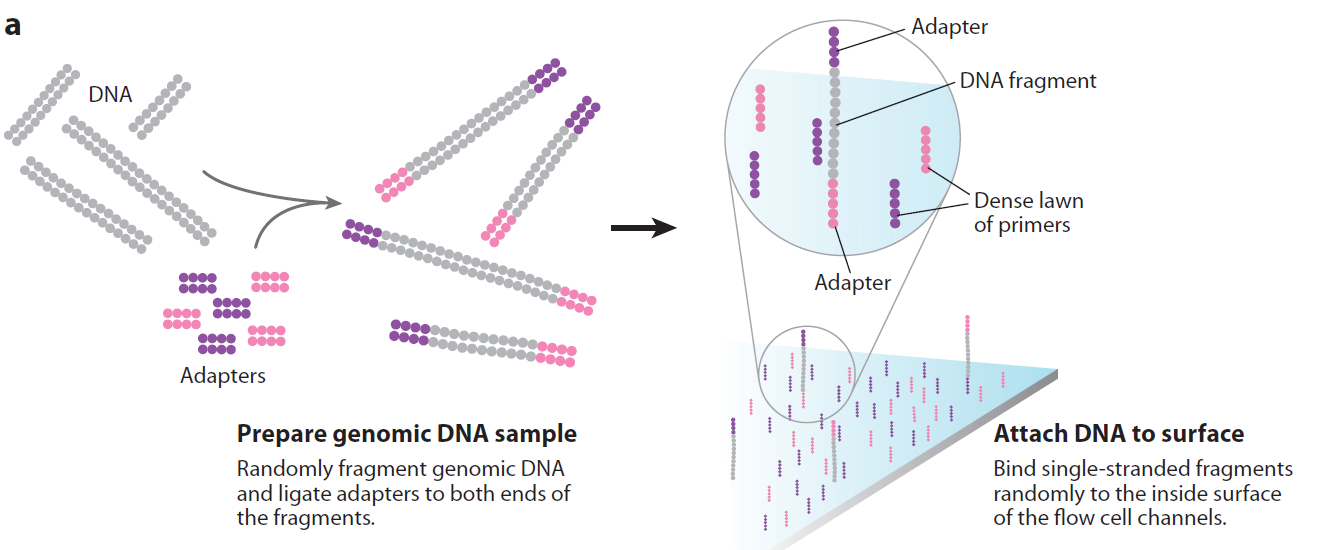 a
DNA
Adapters
Prepare genomic DNA sample
Randomly fragment genomic DNA
and ligate adapters to both ends of
the fragments.
Adapter
DNA fragment
Dense lawn
of primers
Adapter
Attach DNA to surface
Bind single-stranded fragments
randomly to the inside surface
of the flow cell channels.